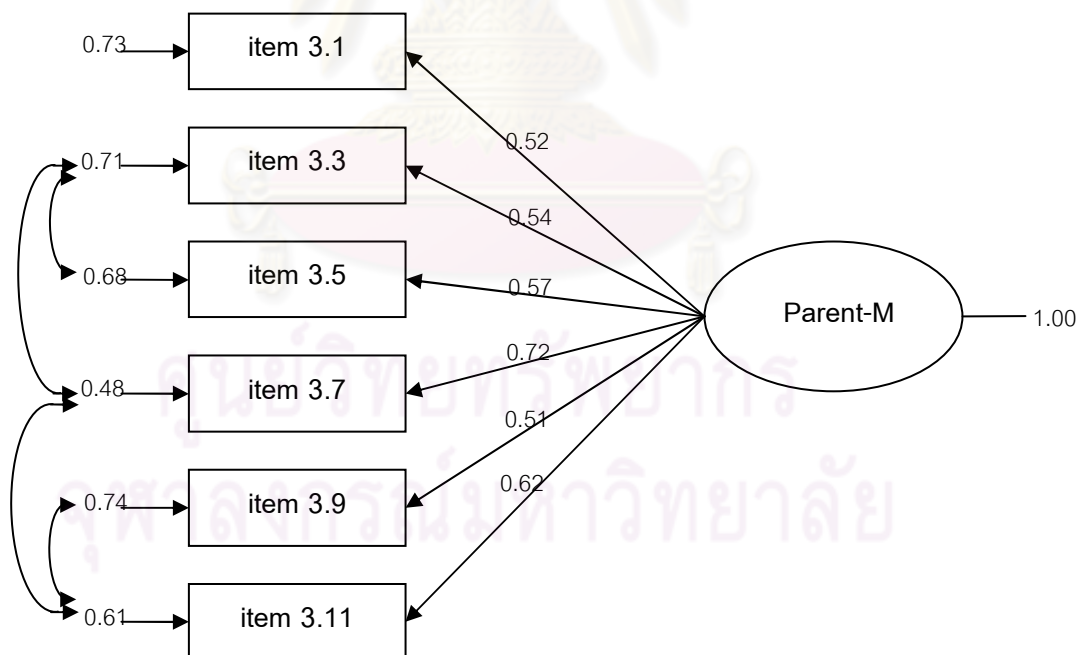 0.73
item 3.1
0.52
0.71
item 3.3
0.54
0.68
item 3.5
0.57
Parent-M
1.00
0.72
0.48
item 3.7
0.51
0.74
item 3.9
0.62
0.61
item 3.11
ศูนย์วิทยทรัพยากร
จุฬาลงกรณ์มหาวิทยาลัย